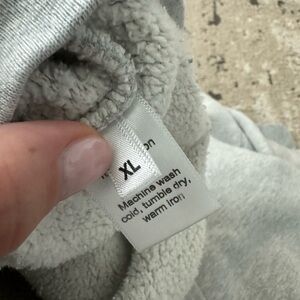 XL
Machine wash
cold, tumble dry,
warm iron